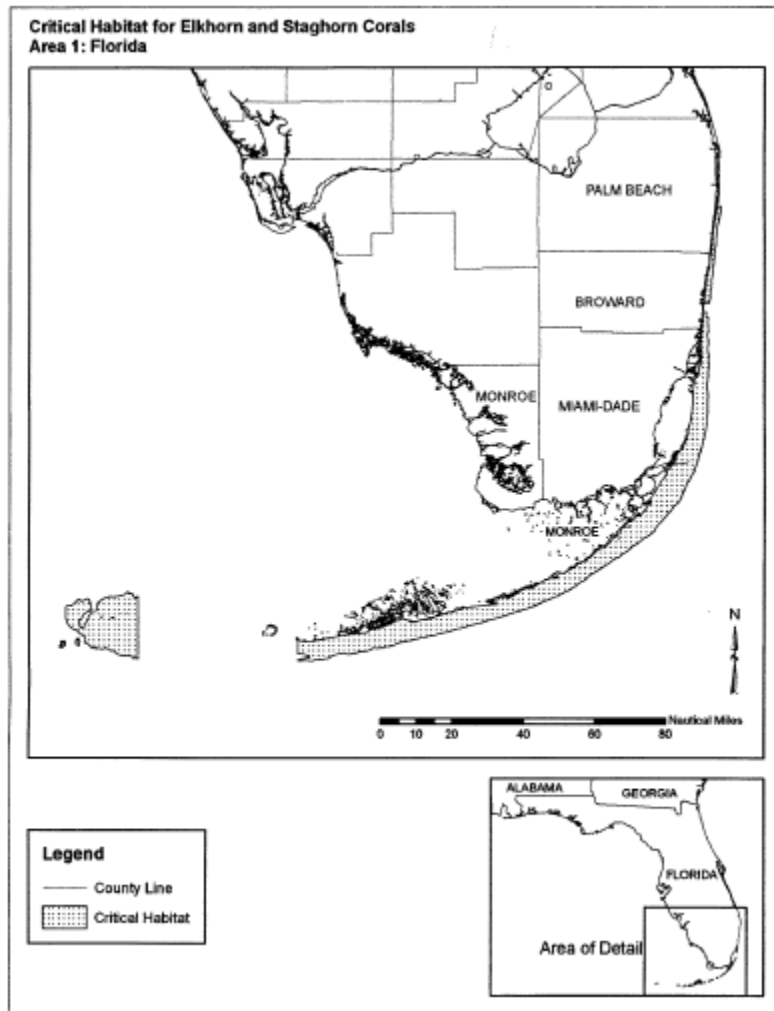 Critical Habitat for Elkhorn and Staghorn Corals
Area 1: Florida
PALM BEACH
BROWARD
MONROE
MIAMI-DADE
MONROE
N
Nautical Miles
0 10 20 40 60 80
ALABAMA
GEORGIA
FLORIDA
Area of Detail
Legend
County Line
Critical Habitat